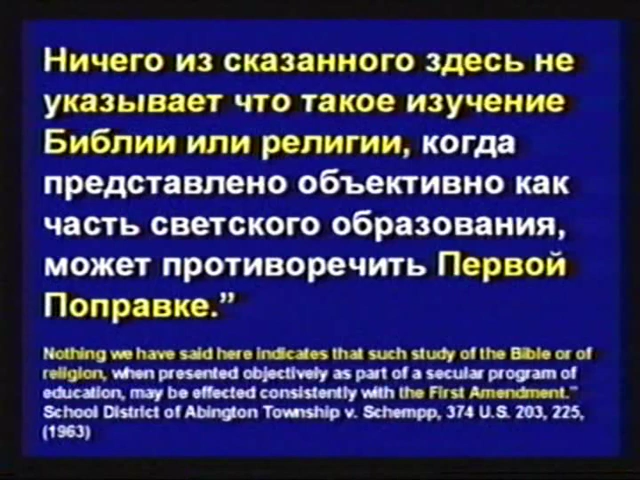 Ничего из сказанного здесь не
указывает что такое изучение
Библии или религии, когда
представлено объективно как
часть светского образования,
может противоречить Первой
Поправке.”
Nothing we have said here indicates that such study of the Bible or of
religion, when presented objectively as part of a secular program of
education, may be effected consistently with the First Amendment.”
School District of Abington Township v. Schempp, 374 U.S. 203, 225,
(1963)